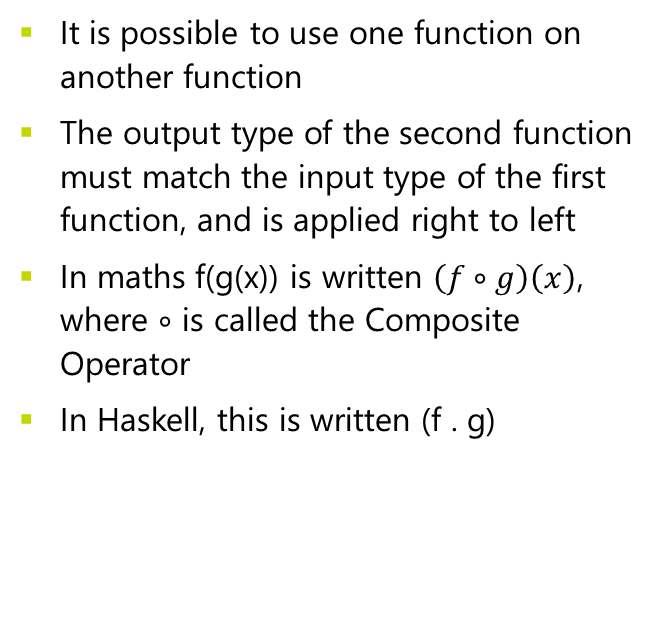 ▪ It is possible to use one function on
another function
▪ The output type of the second function
must match the input type of the first
function, and is applied right to left
▪ In maths f(g(x)) is written (𝑓 ∘ 𝑔)(𝑥),
where ∘ is called the Composite
Operator
▪ In Haskell, this is written (f . g)